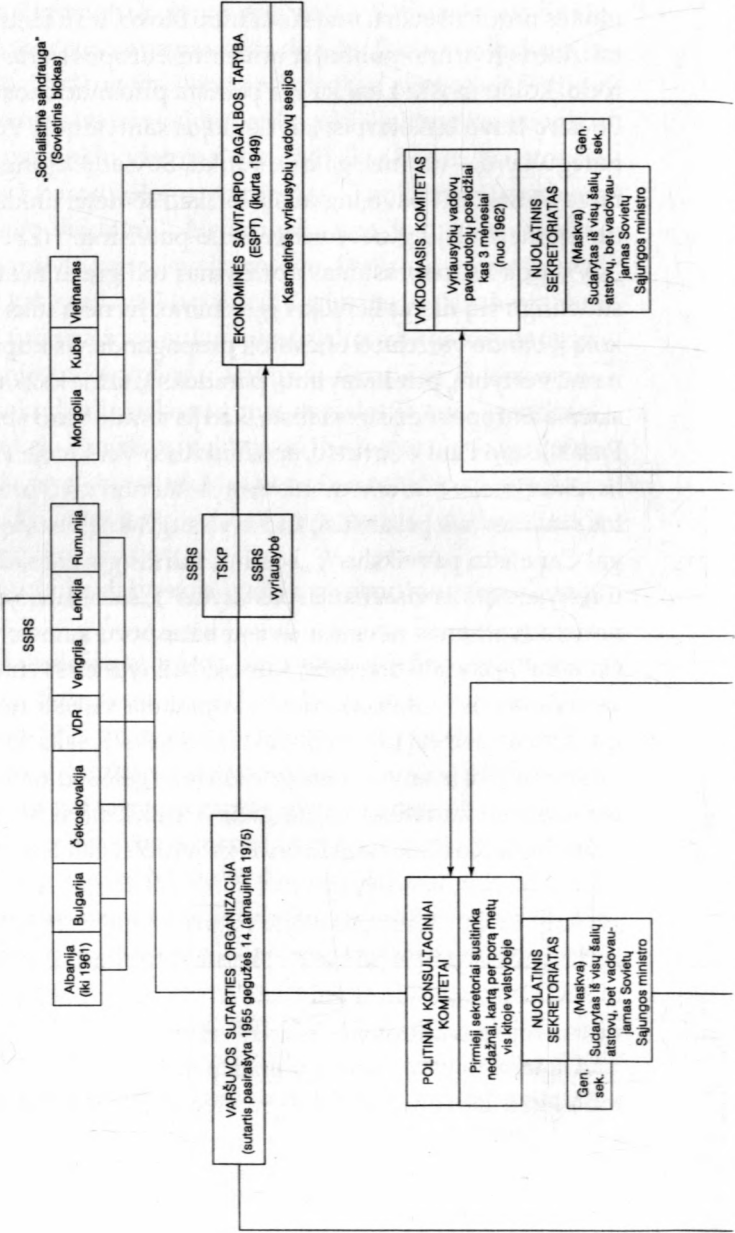 „Socialistinė sandrauga"
(Sovietinis blokas)
SSRS
Albanija
(iki 1961)
Bulgarija
Čekoslovakija
VDR
Vengrija
Lenkija
Rumunija
Mongolija
Kuba
Vietnamas
VARŠUVOS SUTARTIES ORGANIZACIJA
(sutartis pasirašyta 1955 gegužės 14 (atnaujinta 1975)
SSRS
TSKP
SSRS
vyriausybė
EKONOMINĖS SAVITARPIO PAGALBOS TARYBA
(ESPT) (įkurta 1949)
Kasmetinės vyriausybių vadovų sesijos
POLITINIAI KONSULTACINIAI
KOMITETAI
Pirmieji sekretoriai susitinka
nedažnai, kartą per porą metų
vis kitoje valstybėje
NUOLATINIS
SEKRETORIATAS
(Maskva)
Gen.
sek.
Sudarytas iš visų šalių
atstovų, bet vadovau-
jamas Sovietų
Sąjungos ministro
VYKDOMASIS KOMITETAS
Vyriausybių vadovų
pavaduotojų posėdžiai
kas 3 mėnesiai
(nuo 1962)
NUOLATINIS
SEKRETORIATAS
(Maskva)
Sudarytas iš visų šalių
atstovų, bet vadovau-
jamas Sovietų
Sąjungos ministro
Gen.
sek.